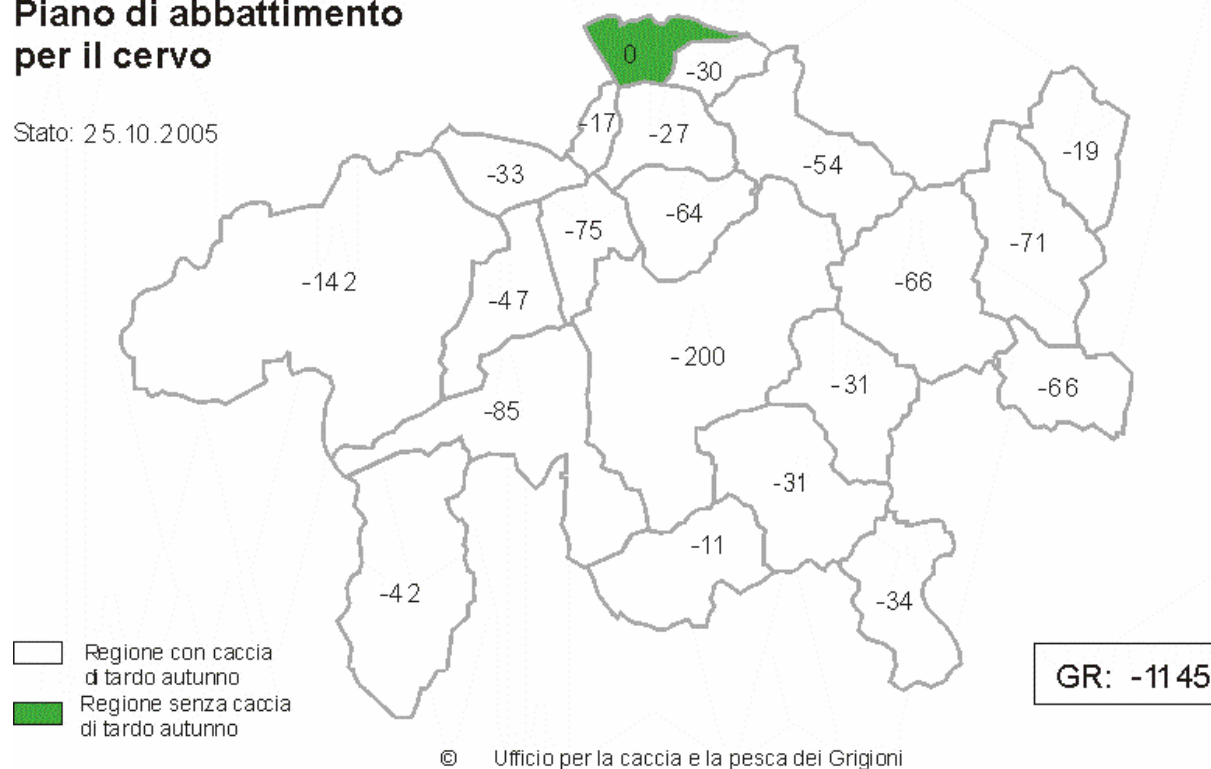 Piano di abbattimento
per il cervo
Stato: 25.10.2005
0
-30
-17
-27
-33
-54
-19
-75
-64
-71
-142
-47
-66
-200
-31
-66
-85
-31
-11
-42
-34
Regione con caccia
di tardo autunno
Regione senza caccia
di tardo autunno
GR: -1145
© Ufficio per la caccia e la pesca dei Grigioni